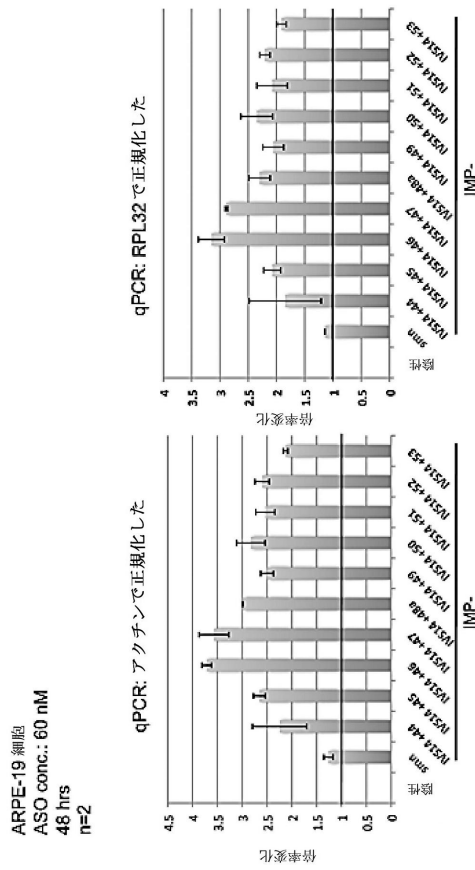 ARPE-19 細胞
ASO conc.: 60 nM
48 hrs
n=2
qPCR: アクチンで正規化した
倍率変化
4.5
4
3.5
3
2.5
2
1.5
1
0.5
0
陰性
smn
IVS14 +44
IVS14 +45
IVS14 +46
IVS14 +47
IVS14 +48a
IVS14 +49
IVS14 +50
IVS14 +51
IVS14 +52
IVS14 +53
IMP-
qPCR: RPL32 で正規化した
倍率変化
4
3.5
3
2.5
2
1.5
1
0.5
0
陰性
smn
IVS14 +44
IVS14 +45
IVS14 +46
IVS14 +47
IVS14 +48a
IVS14 +49
IVS14 +50
IVS14 +51
IVS14 +52
IVS14 +53
IMP-